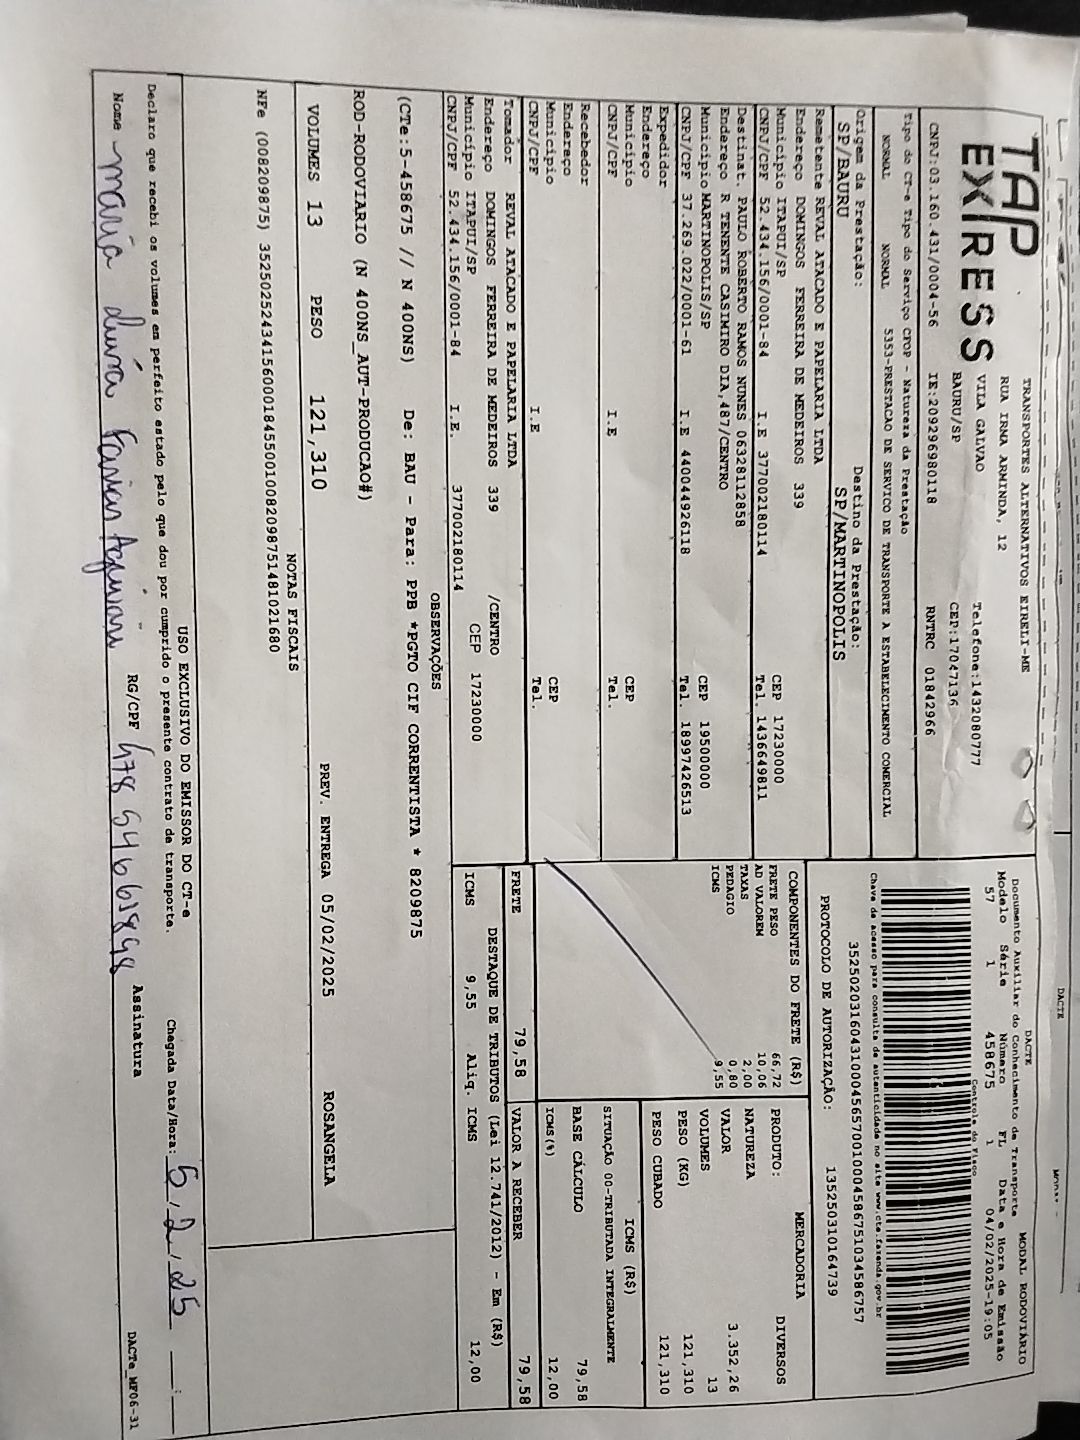 TAP EXPRESS
TRANSPORTES ALTERNATIVOS EIRELI-ME
RUA IRMA ARMINDA, 12
VILA GALVAO Telefone:1432080777
BAURU/SP CEP:17047136
CNPJ:03.160.431/0004-56 IE:209296980118 RNTRC 01842966
Tipo do CT-e Tipo do Serviço CFOP - Natureza da Prestação
NORMAL NORMAL 5353-PRESTACAO DE SERVICO DE TRANSPORTE A ESTABELECIMENTO COMERCIAL
Origem da Prestação: Destino da Prestação:
SP/BAURU SP/MARTINOPOLIS
Remetente REVAL ATACADO E PAPELARIA LTDA
Endereço DOMINGOS FERREIRA DE MEDEIROS 339
Município ITAPUI/SP CEP 17230000
CNPJ/CPF 52.434.156/0001-84 I.E 377002180114 Tel. 1436649811
Destinat. PAULO ROBERTO RAMOS NUNES 06328112858
Endereço R TENENTE CASIMIRO DIA,487/CENTRO
Município MARTINOPOLIS/SP CEP 19500000
CNPJ/CPF 37.269.022/0001-61 I.E 440044926118 Tel. 18997426513
Expedidor
Endereço
Município CEP
CNPJ/CPF I.E Tel.
Recebedor
Endereço
Município CEP
CNPJ/CPF I.E Tel.
Tomador REVAL ATACADO E PAPELARIA LTDA
Endereço DOMINGOS FERREIRA DE MEDEIROS 339 /CENTRO
Município ITAPUI/SP CEP 17230000
CNPJ/CPF 52.434.156/0001-84 I.E. 377002180114
DACTE
DACTE MODAL RODOVIÁRIO
Documento Auxiliar do Conhecimento de Transporte
Modelo Série Número FL Data e Hora de Emissão
57 1 458675 1 04/02/2025-19:05
Controle do Fisco
Chave de acesso para consulta de autenticidade no site www.cte.fazenda.gov.br
35250203160431000456570010004586751034586757
PROTOCOLO DE AUTORIZAÇÃO: 135250310164739
COMPONENTES DO FRETE (R$)
FRETE PESO 66,72
AD VALOREM 10,06
TAXAS 2,00
PEDAGIO 0,80
ICMS 9,55
MERCADORIA
PRODUTO: DIVERSOS
NATUREZA
VALOR 3.352,26
VOLUMES 13
PESO (KG) 121,310
PESO CUBADO 121,310
ICMS (R$)
SITUAÇÃO 00-TRIBUTADA INTEGRALMENTE
BASE CÁLCULO 79,58
ICMS(%) 12,00
FRETE 79,58 VALOR A RECEBER 79,58
DESTAQUE DE TRIBUTOS (Lei 12.741/2012) - Em (R$)
ICMS 9,55 Aliq. ICMS 12,00
OBSERVAÇÕES
(CTe:5-458675 // N 400NS) De: BAU - Para: PPB *PGTO CIF CORRENTISTA * 8209875
ROD-RODOVIARIO (N 400NS_AUT-PRODUCAO#)
VOLUMES 13 PESO 121,310 PREV. ENTREGA 05/02/2025 ROSANGELA
NOTAS FISCAIS
NFe (008209875) 35250252434156000184550010082098751481021680
USO EXCLUSIVO DO EMISSOR DO CT-e
Declaro que recebi os volumes em perfeito estado pelo que dou por cumprido o presente contrato de transporte. Chegada Data/Hora: 5/2/25
Nome maria RG/CPF Assinatura
DACTe_MF06-31